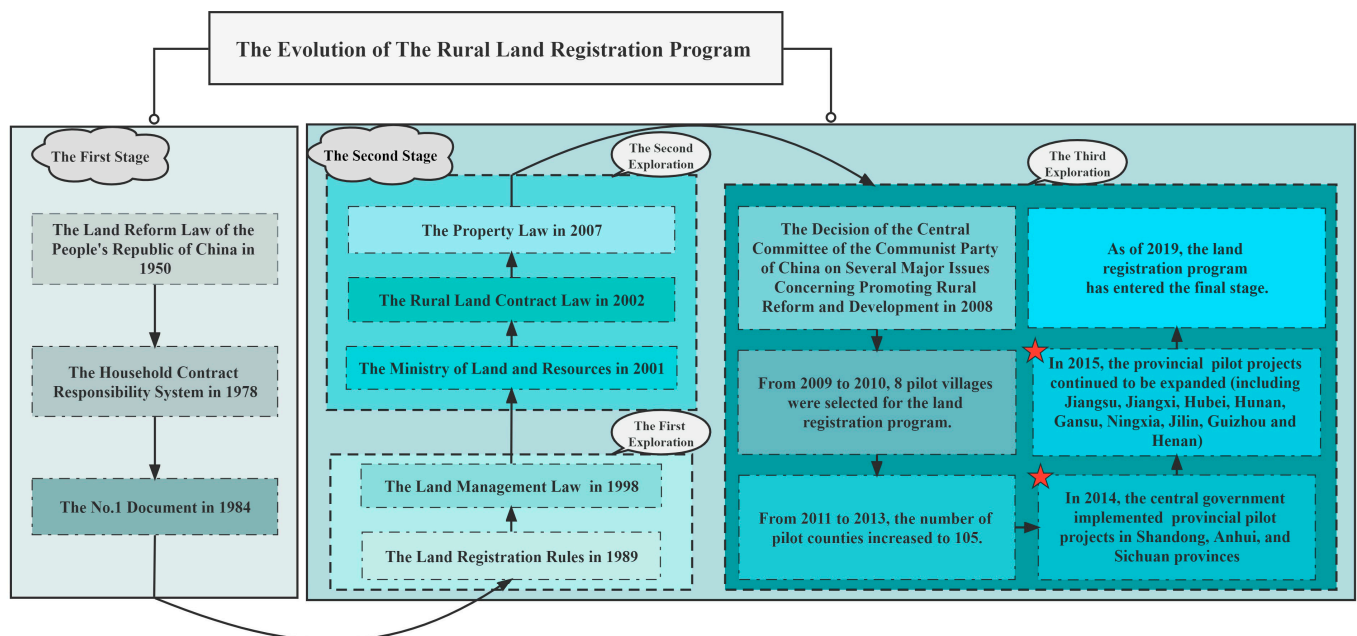 The Evolution of The Rural Land Registration Program
The First Stage
The Land Reform Law of the
People's Republic of China in
1950
The Household Contract
Responsibility System in 1978
The No.1 Document in 1984
The Second Stage
The Second
Exploration
The Property Law in 2007
The Rural Land Contract Law in 2002
The Ministry of Land and Resources in 2001
The First
Exploration
The Land Management Law in 1998
The Land Registration Rules in 1989
The Third
Exploration
The Decision of the Central
Committee of the Communist Party
of China on Several Major Issues
Concerning Promoting Rural
Reform and Development in 2008
From 2009 to 2010, 8 pilot villages
were selected for the land
registration program.
From 2011 to 2013, the number of
pilot counties increased to 105.
As of 2019, the land
registration program
has entered the final stage.
In 2015, the provincial pilot projects
continued to be expanded (including
Jiangsu, Jiangxi, Hubei, Hunan,
Gansu, Ningxia, Jilin, Guizhou and
Henan)
In 2014, the central government
implemented provincial pilot
projects in Shandong, Anhui, and
Sichuan provinces